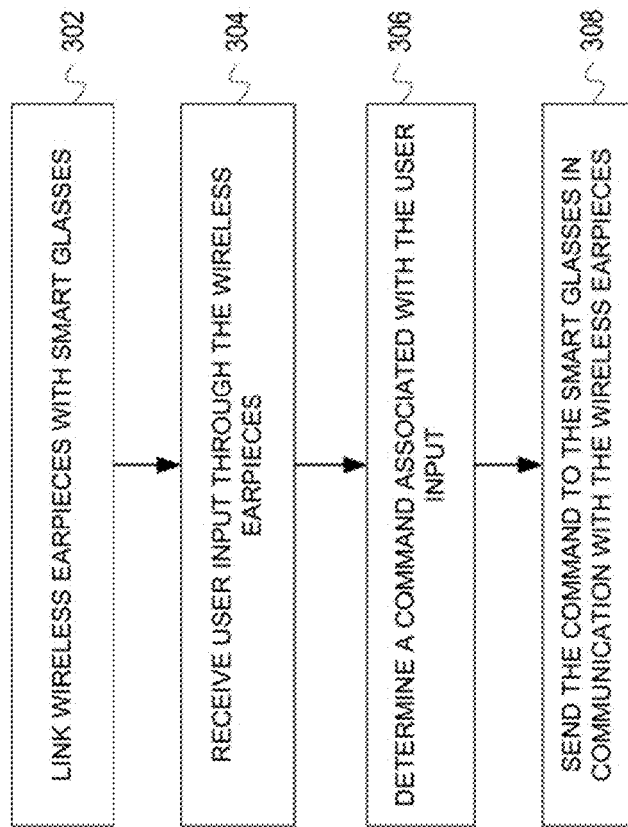 LINK WIRELESS EARPIECES WITH SMART GLASSES
302
RECEIVE USER INPUT THROUGH THE WIRELESS
EARPIECES
304
DETERMINE A COMMAND ASSOCIATED WITH THE USER
INPUT
306
SEND THE COMMAND TO THE SMART GLASSES IN
COMMUNICATION WITH THE WIRELESS EARPIECES
308